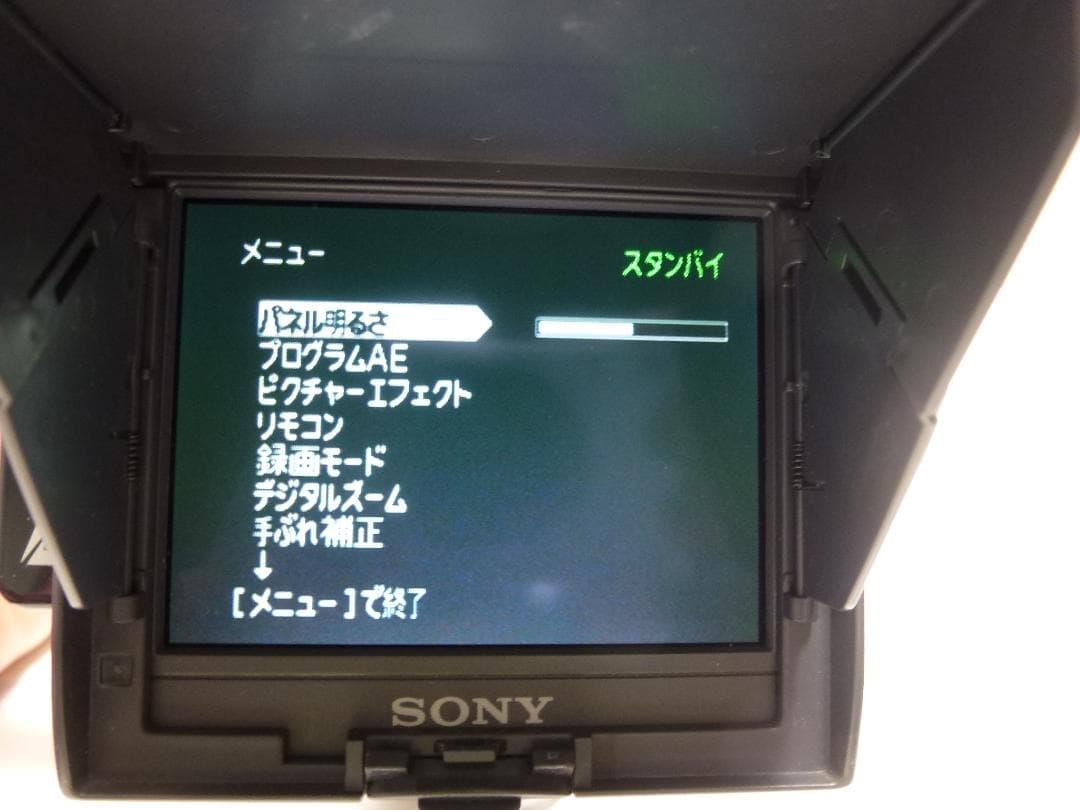 メニュー
スタンバイ
パネル明るさ
プログラムAE
ピクチャーエフェクト
リモコン
録画モード
デジタルズーム
手ぶれ補正
↓
[メニュー]で終了
SONY